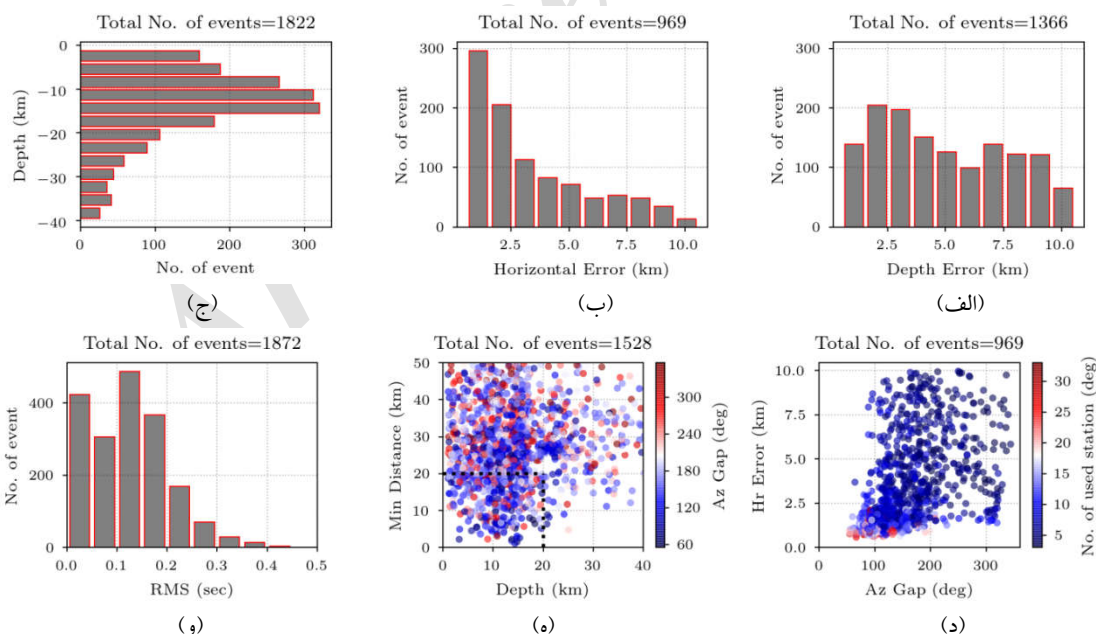 Total No. of events=1822
0
−10
−20
−30
−40
Depth (km)
0 100 200 300
No. of event
(ج)
Total No. of events=969
300
200
100
0
No. of event
2.5 5.0 7.5 10.0
Horizontal Error (km)
(ب)
Total No. of events=1366
300
200
100
0
No. of event
2.5 5.0 7.5 10.0
Depth Error (km)
(الف)
Total No. of events=1872
400
200
0
No. of event
0.0 0.1 0.2 0.3 0.4 0.5
RMS (sec)
(و)
Total No. of events=1528
50
40
30
20
10
0
Min Distance (km)
0 10 20 30 40
Depth (km)
300
240
180
120
60
Az Gap (deg)
(ه)
Total No. of events=969
10.0
7.5
5.0
2.5
0.0
Hr Error (km)
0 100 200 300
Az Gap (deg)
30
25
20
15
10
5
No. of used station (deg)
(د)